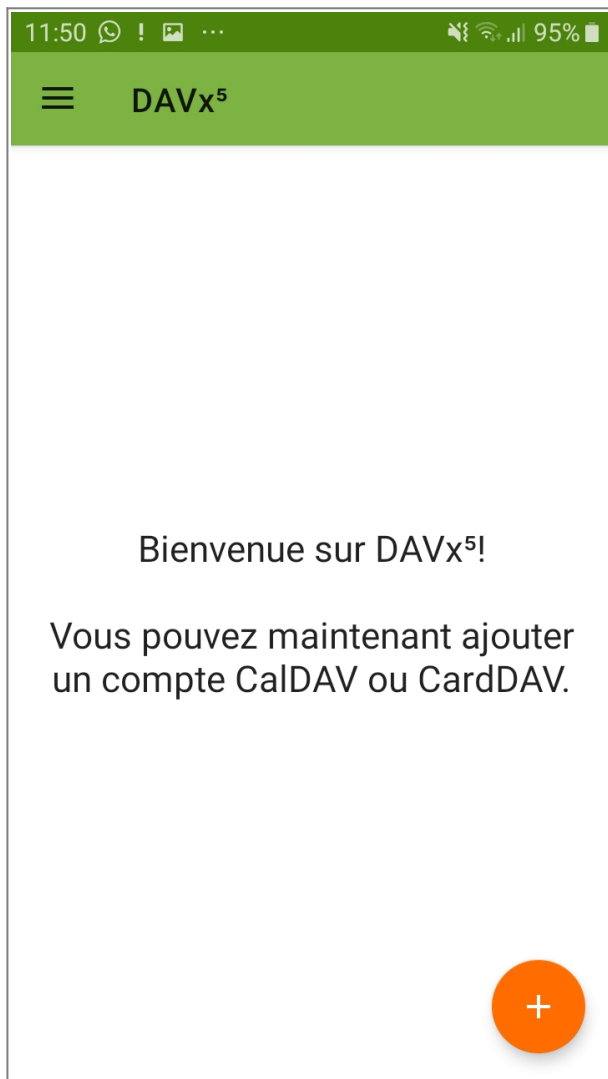 11:50 ! ... 95%
DAVx⁵
Bienvenue sur DAVx⁵!
Vous pouvez maintenant ajouter
un compte CalDAV ou CardDAV.
+